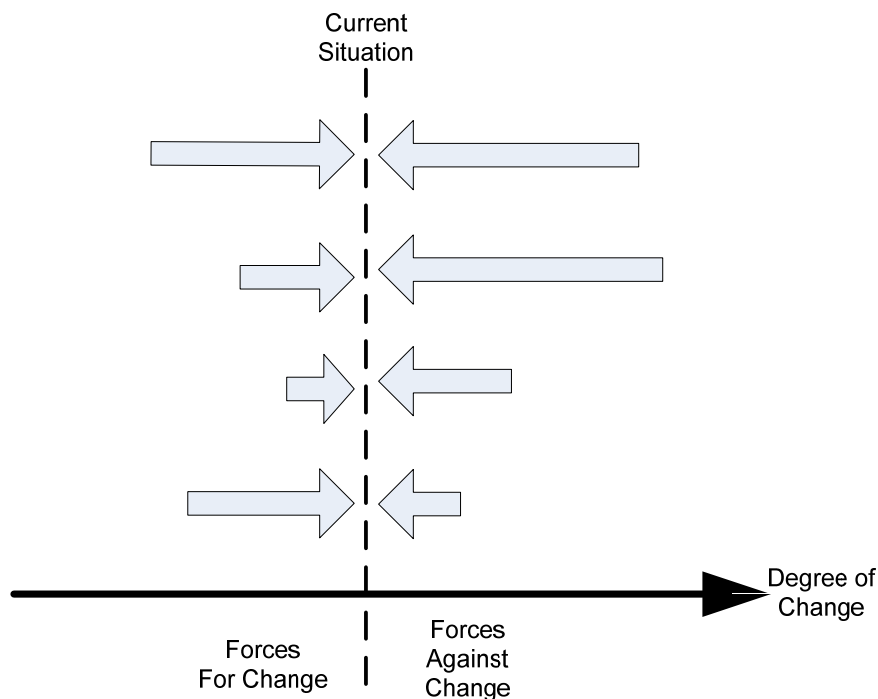 Current
Situation
Degree of
Change
Forces
For Change
Forces
Against
Change